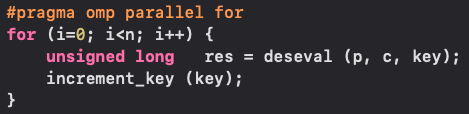 #pragma omp parallel for
for (i=0; i<n; i++) {
    unsigned long   res = deseval (p, c, key);
    increment_key (key);
}